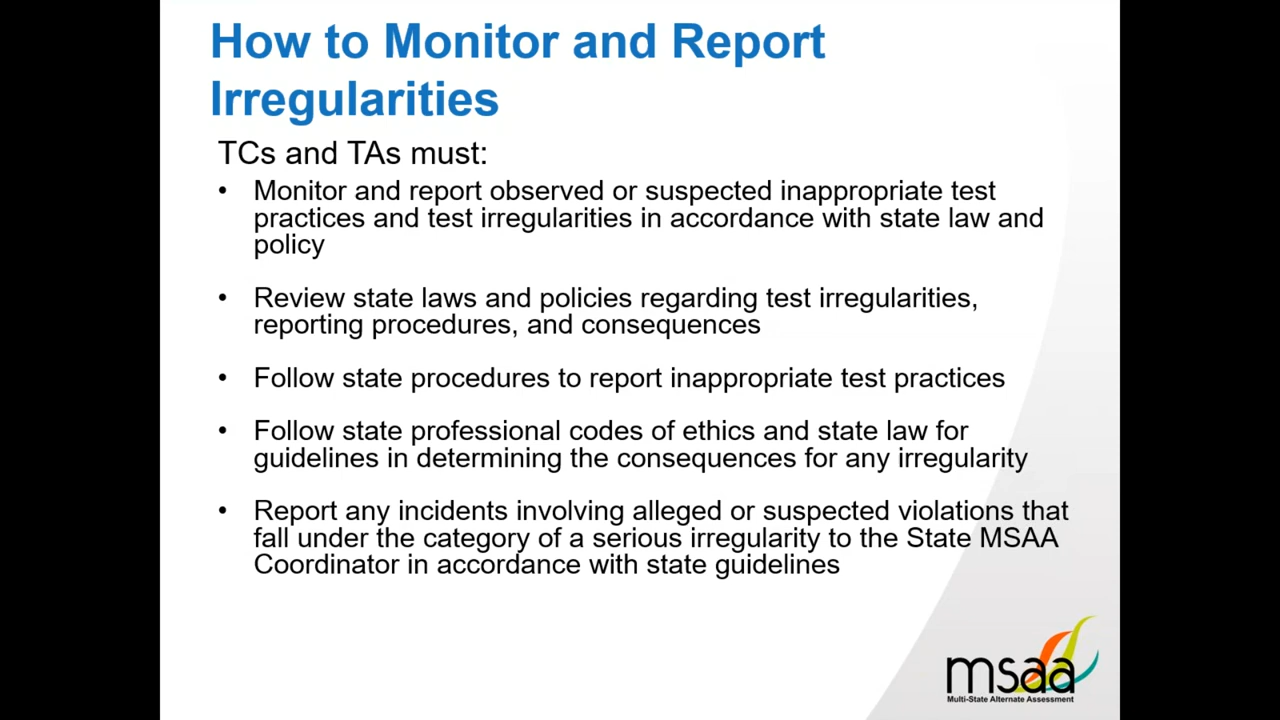 How to Monitor and Report
Irregularities
TCs and TAs must:
• Monitor and report observed or suspected inappropriate test
practices and test irregularities in accordance with state law and
policy
• Review state laws and policies regarding test irregularities,
reporting procedures, and consequences
• Follow state procedures to report inappropriate test practices
• Follow state professional codes of ethics and state law for
guidelines in determining the consequences for any irregularity
• Report any incidents involving alleged or suspected violations that
fall under the category of a serious irregularity to the State MSAA
Coordinator in accordance with state guidelines
msaa
Multi-State Alternate Assessment